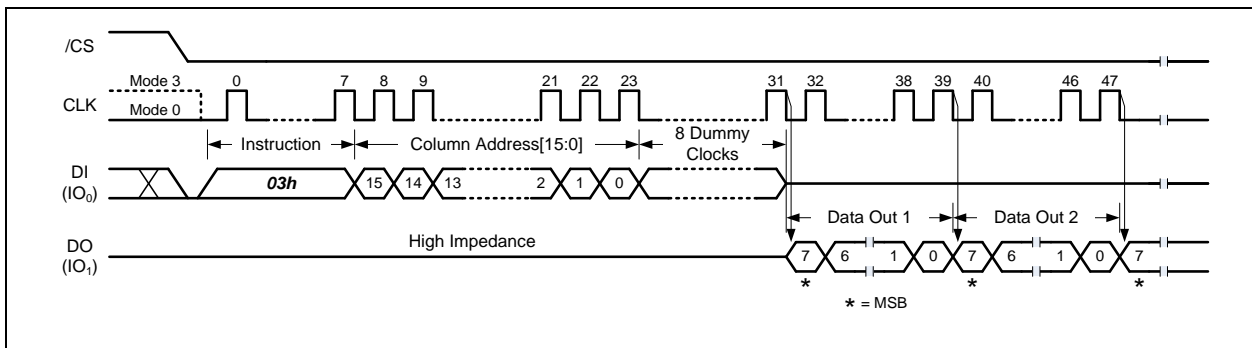 /CS
Mode 3
0 7 8 9 21 22 23 31 32 38 39 40 46 47
CLK
Mode 0
Instruction
Column Address[15:0]
8 Dummy
Clocks
DI
(IO₀)
03h
15 14 13 2 1 0
Data Out 1
Data Out 2
High Impedance
DO
(IO₁)
7 6 1 0 7 6 1 0 7
* * *
* = MSB